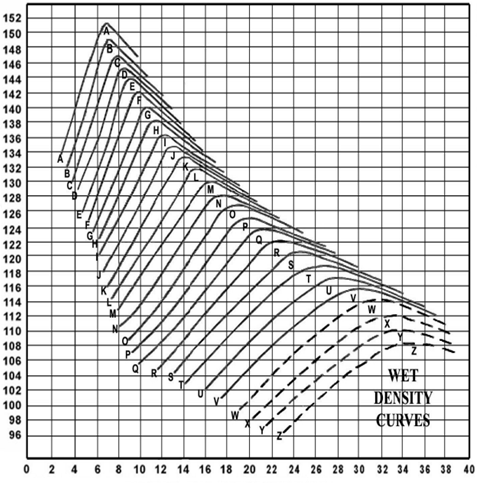 152
150
148
146
144
142
140
138
136
134
132
130
128
126
124
122
120
118
116
114
112
110
108
106
104
102
100
98
96
A
B
C
D
E
F
G
H
I
J
K
L
M
N
O
P
Q
R
S
T
U
V
W
X
Y
Z
A
B
C
D
E
F
G
H
I
J
K
L
M
N
O
P
Q
R
S
T
U
V
W
X
Y
Z
WET
DENSITY
CURVES
0 2 4 6 8 10 12 14 16 18 20 22 24 26 28 30 32 34 36 38 40